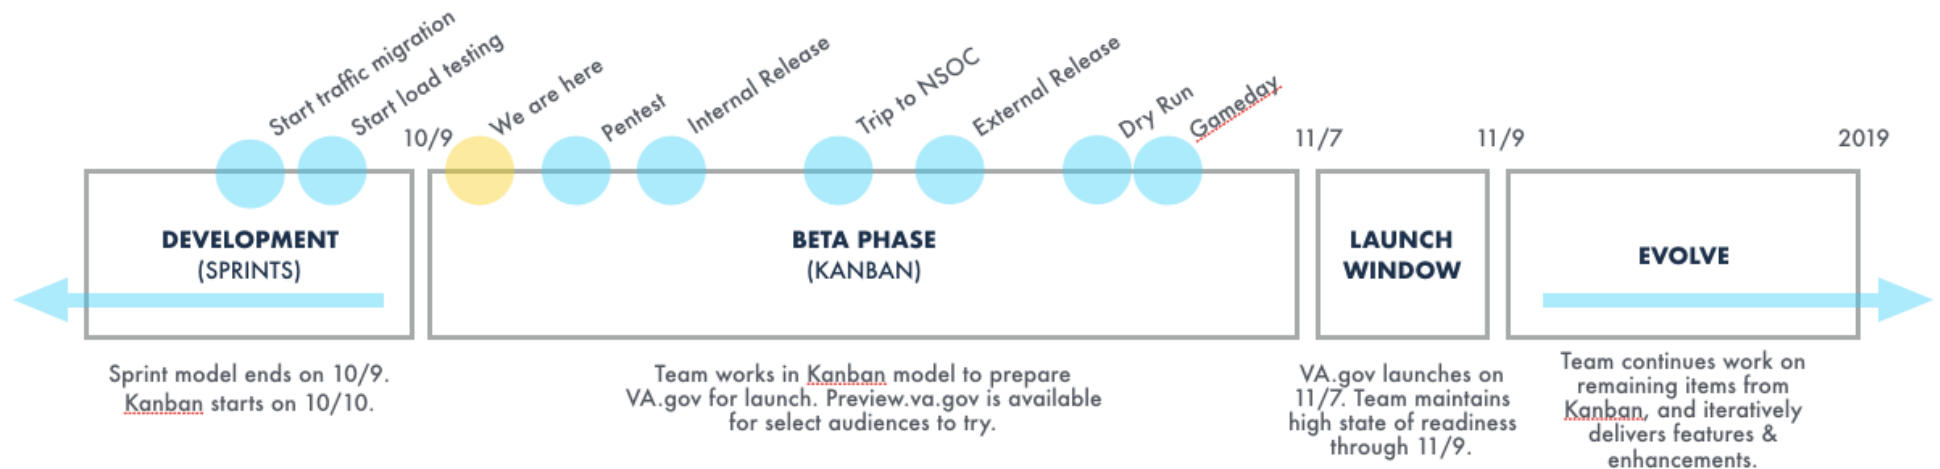 Start traffic migration
Start load testing
10/9
We are here
Pentest
Internal Release
Trip to NSOC
External Release
Dry Run
Gameday
11/7
11/9
2019
DEVELOPMENT
(SPRINTS)
BETA PHASE
(KANBAN)
LAUNCH
WINDOW
EVOLVE
Sprint model ends on 10/9.
Kanban starts on 10/10.
Team works in Kanban model to prepare
VA.gov for launch. Preview.va.gov is available
for select audiences to try.
VA.gov launches on
11/7. Team maintains
high state of readiness
through 11/9.
Team continues work on
remaining items from
Kanban, and iteratively
delivers features &
enhancements.